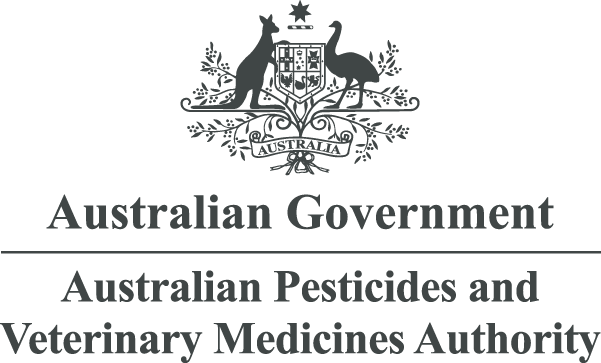 AUSTRALIA
Australian Government
Australian Pesticides and
Veterinary Medicines Authority